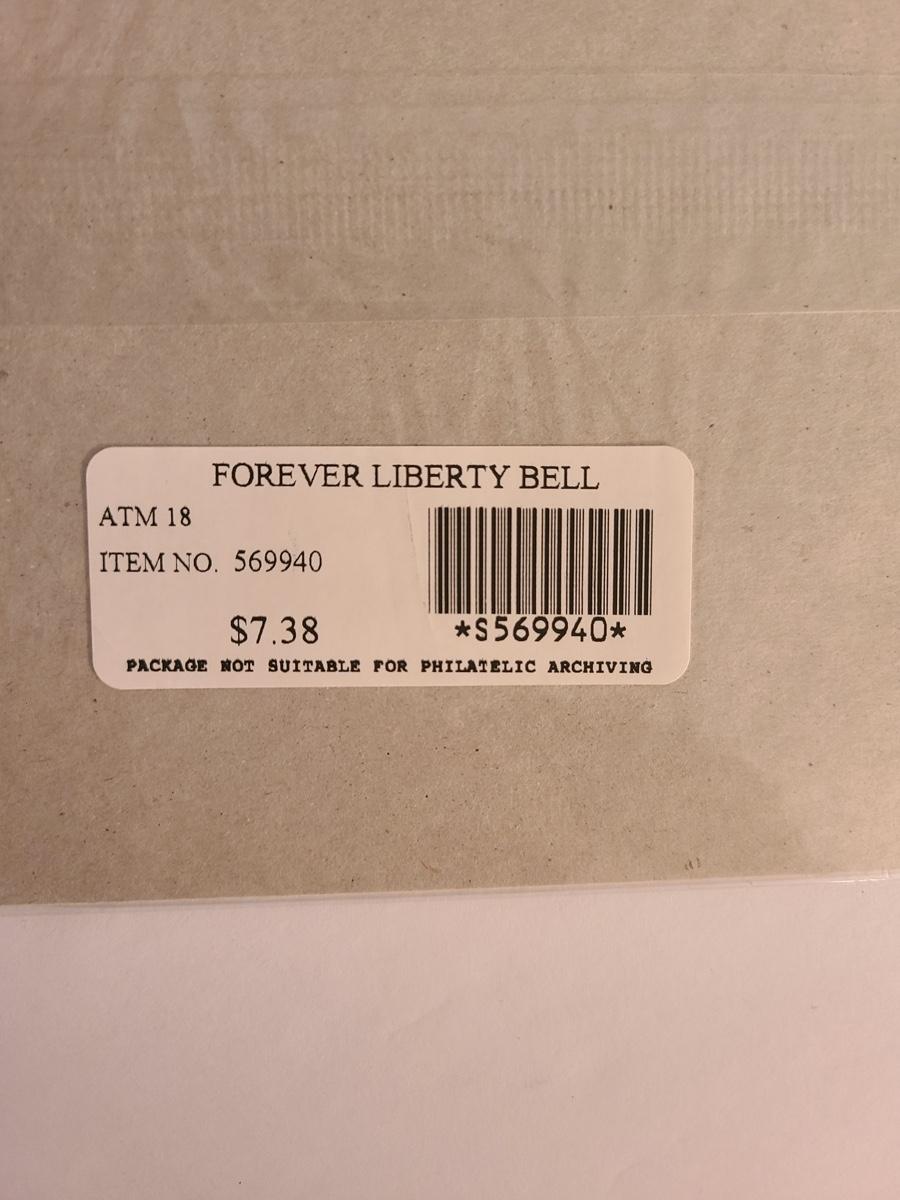 FOREVER LIBERTY BELL
ATM 18
ITEM NO. 569940
$7.38
*S569940*
PACKAGE NOT SUITABLE FOR PHILATELIC ARCHIVING